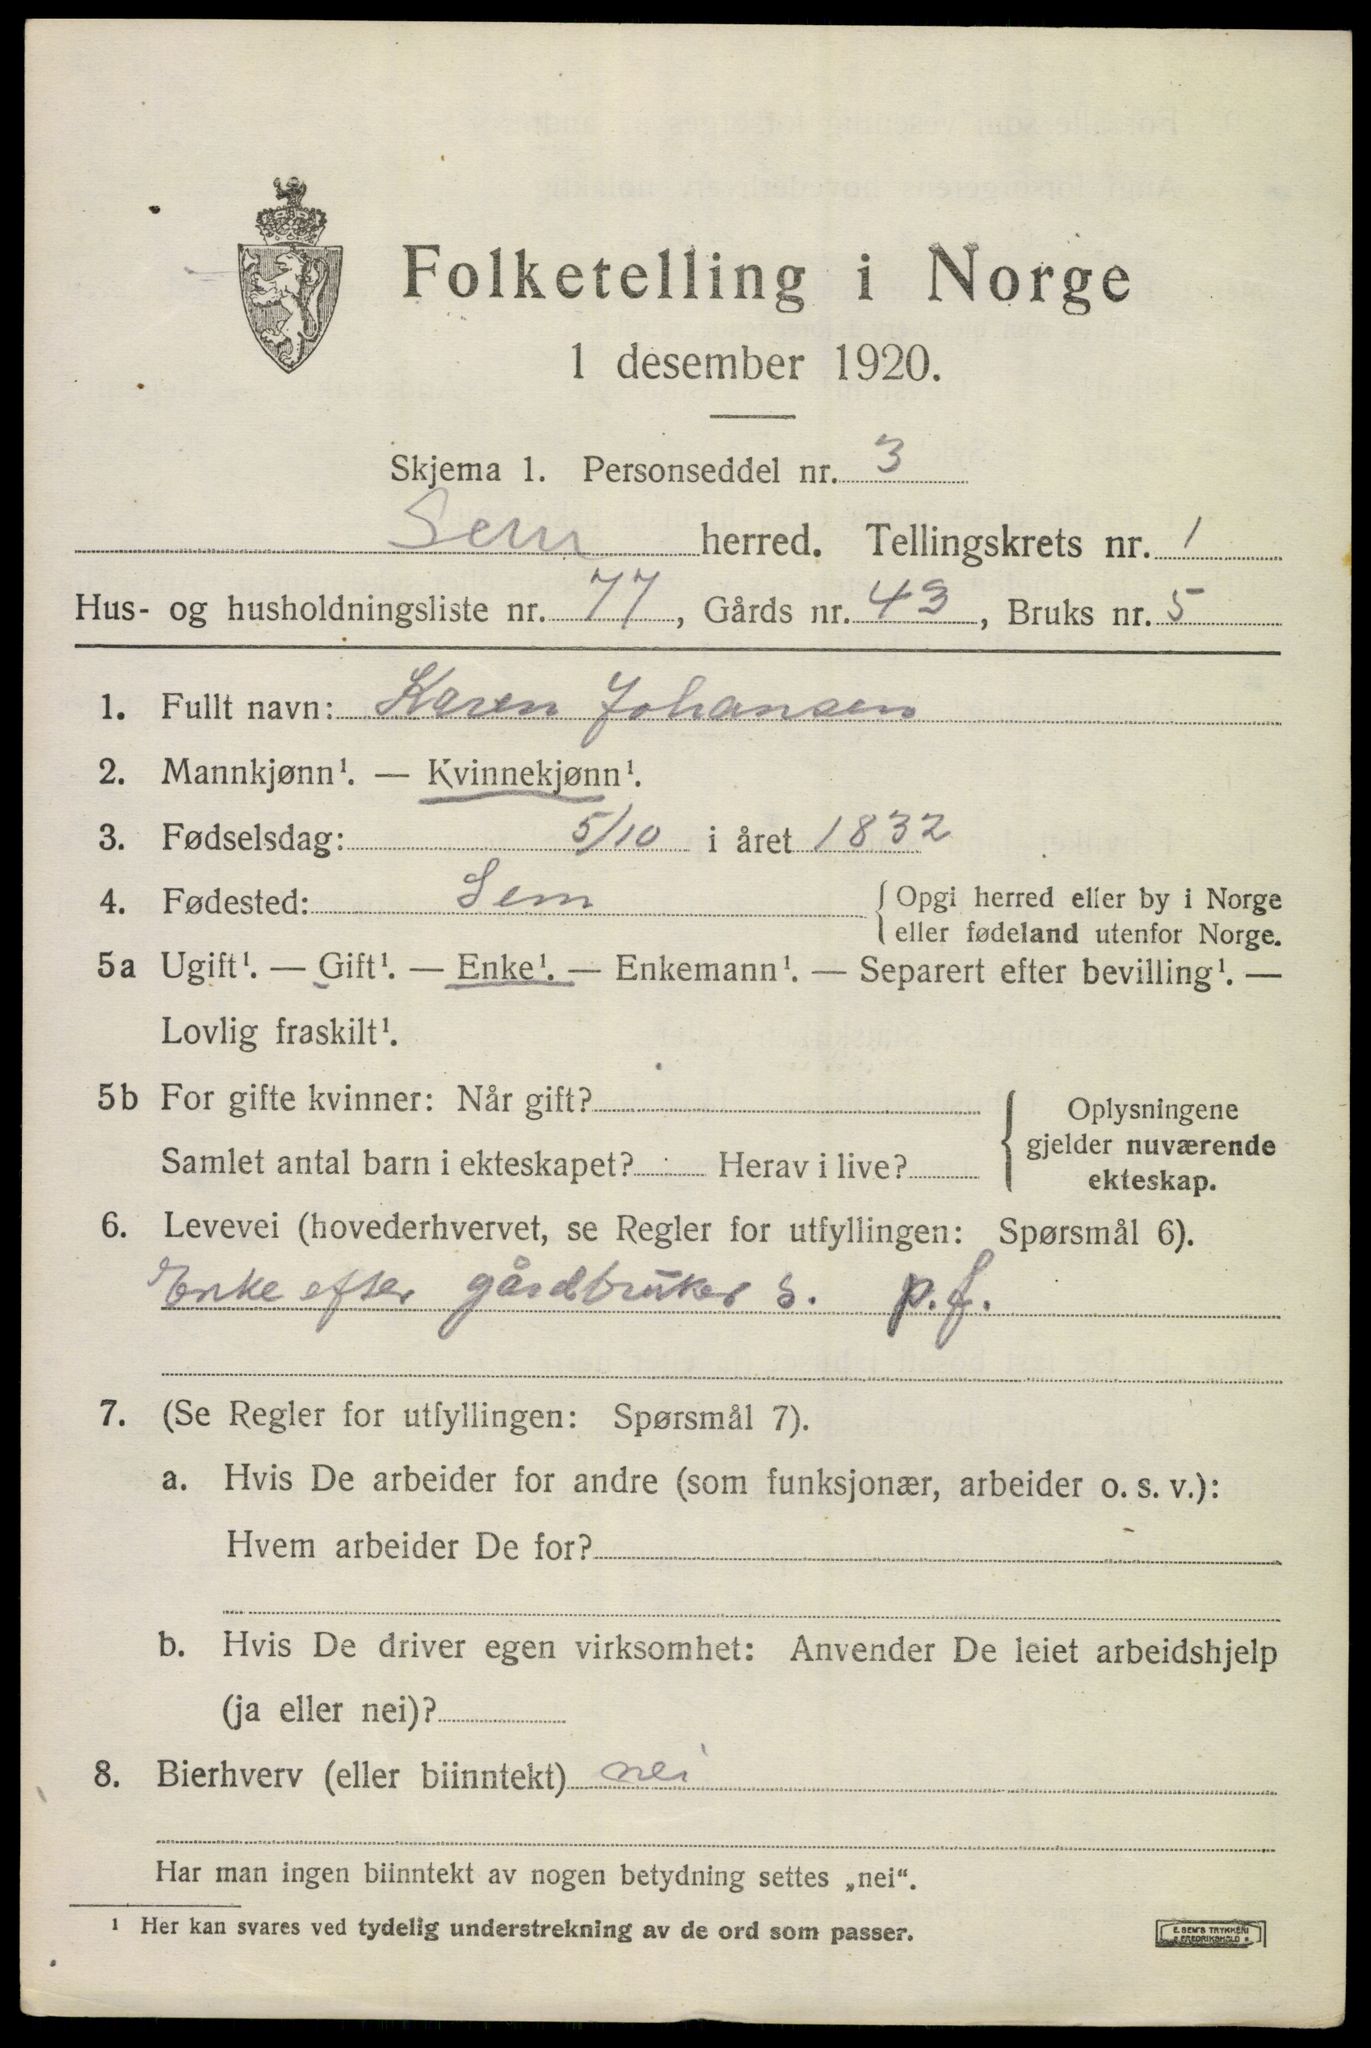 Folketelling i Norge
1 desember 1920.
Skjema 1. Personseddel nr. 3
Sem herred. Tellingskrets nr. 1
Hus- og husholdningsliste nr. 77, Gårds nr. 43, Bruks nr. 5
1. Fullt navn: Karen Johansen
2. Mannkjønn¹. — Kvinnekjønn¹.
3. Fødselsdag: 5/10 i året 1832
4. Fødested: Sem { Opgi herred eller by i Norge
eller fødeland utenfor Norge.
5a Ugift¹. — Gift¹. — Enke¹. — Enkemann¹. — Separert efter bevilling¹. —
Lovlig fraskilt¹.
5b For gifte kvinner: Når gift?
Samlet antal barn i ekteskapet? Herav i live?
{ Oplysningene
gjelder nuværende
ekteskap.
6. Levevei (hovederhvervet, se Regler for utfyllingen: Spørsmål 6).
Enke efter gårdbruker s. p.f.
7. (Se Regler for utfyllingen: Spørsmål 7).
a. Hvis De arbeider for andre (som funksjonær, arbeider o. s. v.):
Hvem arbeider De for?
b. Hvis De driver egen virksomhet: Anvender De leiet arbeidshjelp
(ja eller nei)?
8. Bierhverv (eller biinntekt) nei
Har man ingen biinntekt av nogen betydning settes „nei“.
¹ Her kan svares ved tydelig understrekning av de ord som passer.
E. SEM'S TRYKKERI
FREDRIKSHALD